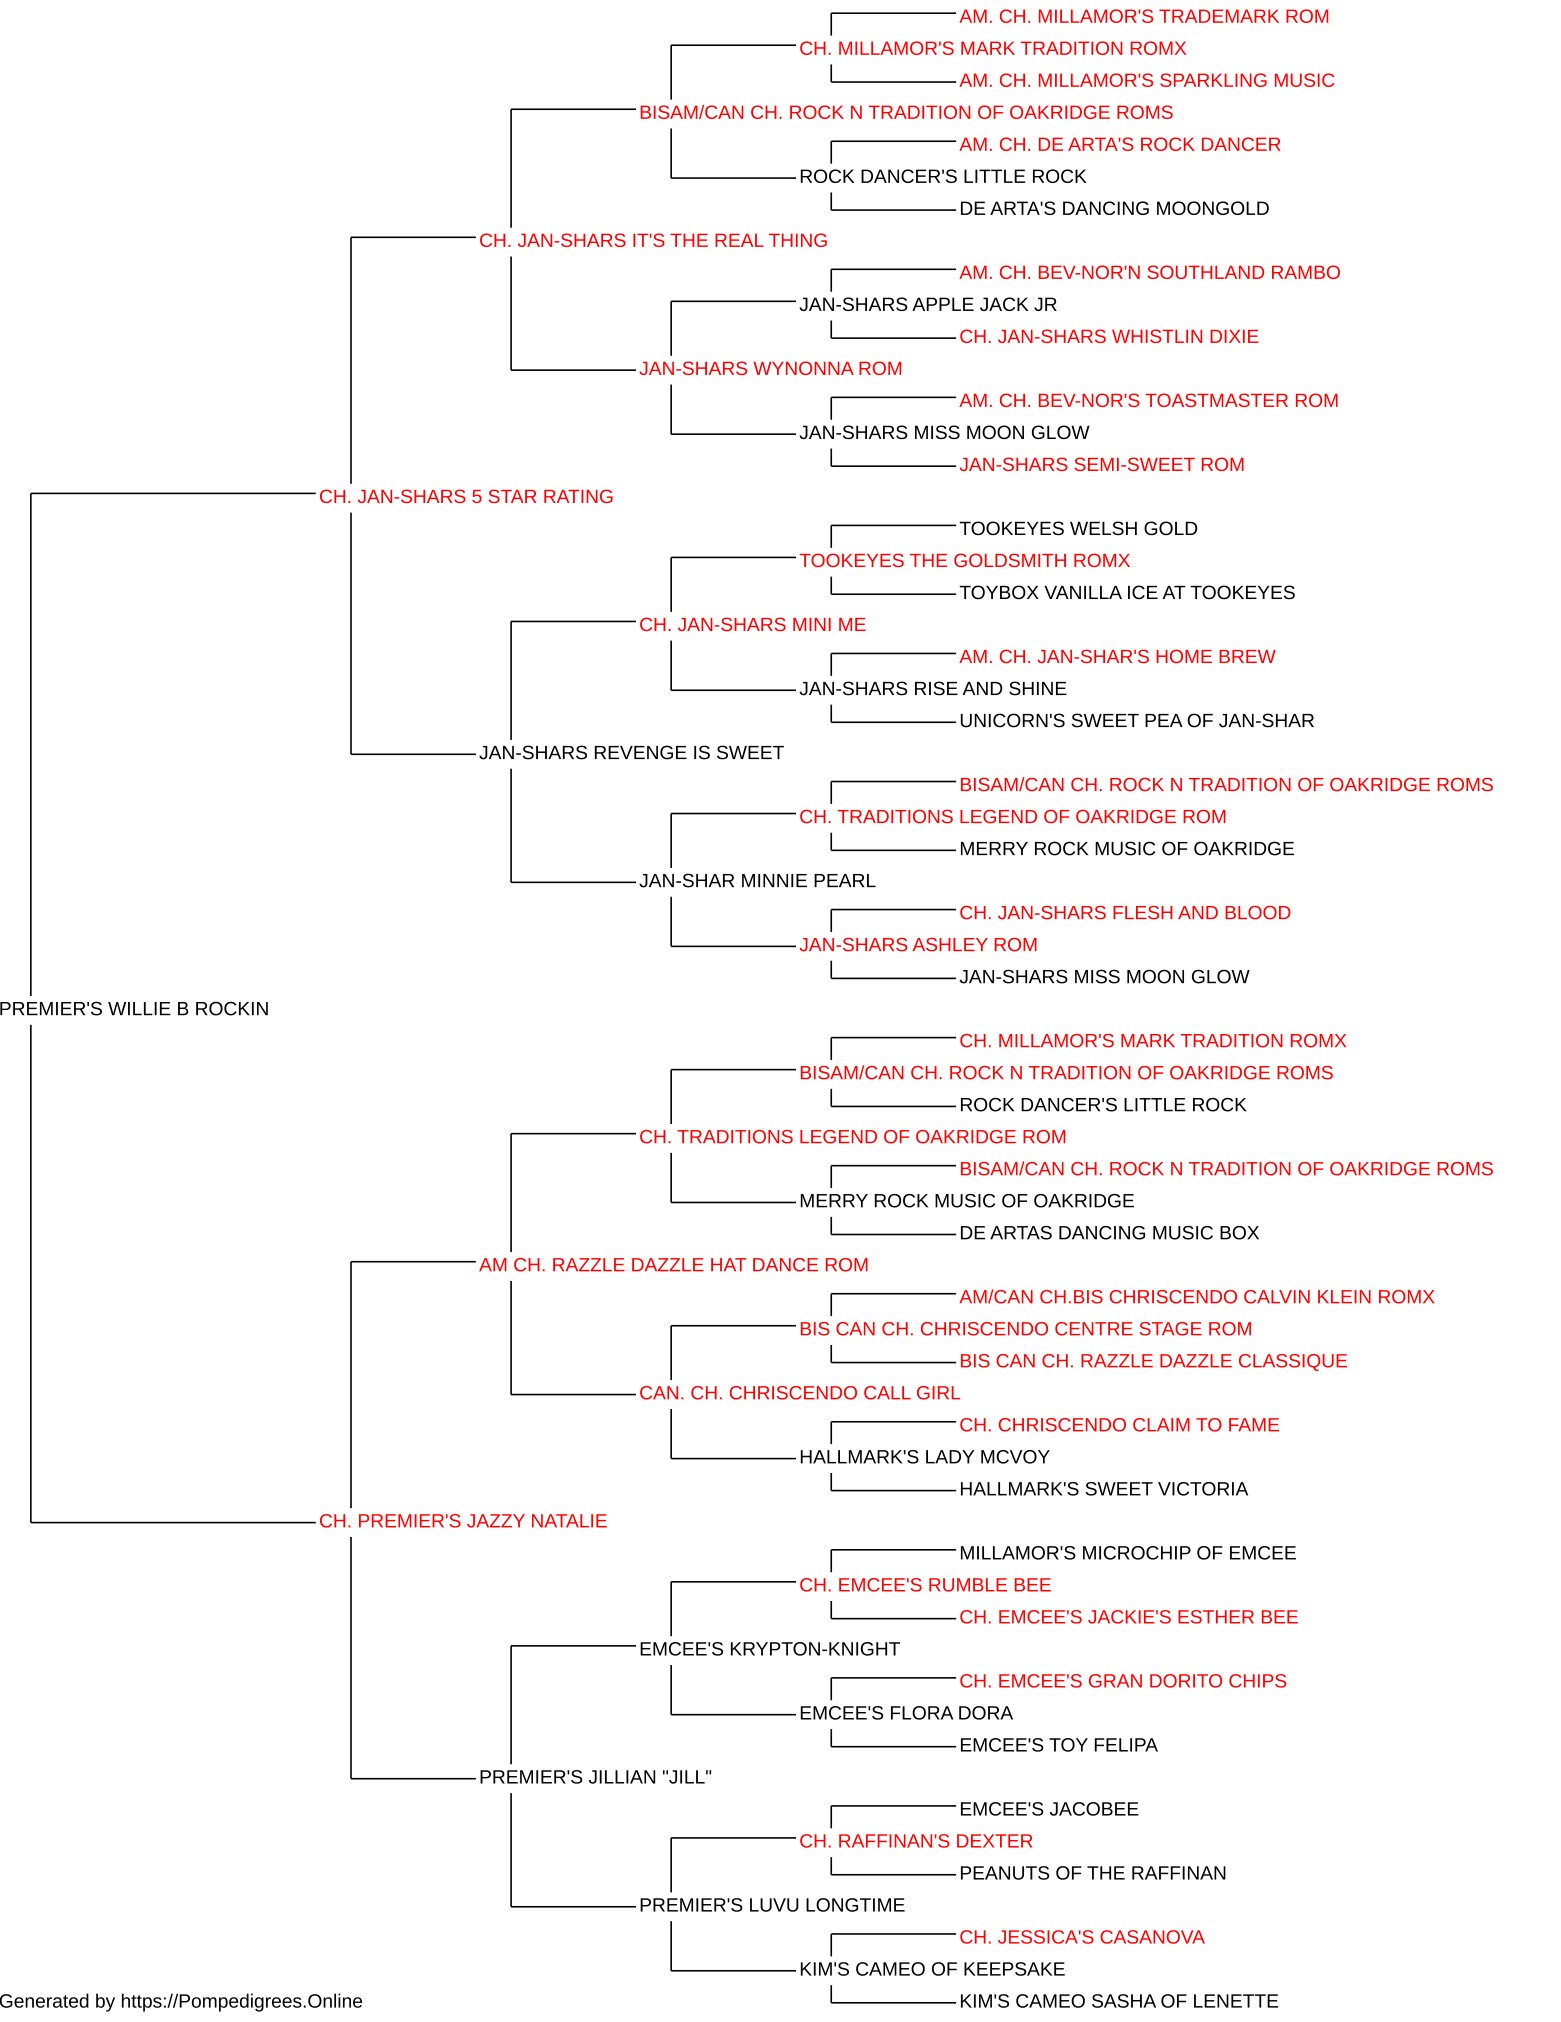 AM. CH. MILLAMOR'S TRADEMARK ROM
CH. MILLAMOR'S MARK TRADITION ROMX
AM. CH. MILLAMOR'S SPARKLING MUSIC
BISAM/CAN CH. ROCK N TRADITION OF OAKRIDGE ROMS
AM. CH. DE ARTA'S ROCK DANCER
ROCK DANCER'S LITTLE ROCK
DE ARTA'S DANCING MOONGOLD
CH. JAN-SHARS IT'S THE REAL THING
AM. CH. BEV-NOR'N SOUTHLAND RAMBO
JAN-SHARS APPLE JACK JR
CH. JAN-SHARS WHISTLIN DIXIE
JAN-SHARS WYNONNA ROM
AM. CH. BEV-NOR'S TOASTMASTER ROM
JAN-SHARS MISS MOON GLOW
JAN-SHARS SEMI-SWEET ROM
CH. JAN-SHARS 5 STAR RATING
TOOKEYES WELSH GOLD
TOOKEYES THE GOLDSMITH ROMX
TOYBOX VANILLA ICE AT TOOKEYES
CH. JAN-SHARS MINI ME
AM. CH. JAN-SHAR'S HOME BREW
JAN-SHARS RISE AND SHINE
UNICORN'S SWEET PEA OF JAN-SHAR
JAN-SHARS REVENGE IS SWEET
BISAM/CAN CH. ROCK N TRADITION OF OAKRIDGE ROMS
CH. TRADITIONS LEGEND OF OAKRIDGE ROM
MERRY ROCK MUSIC OF OAKRIDGE
JAN-SHAR MINNIE PEARL
CH. JAN-SHARS FLESH AND BLOOD
JAN-SHARS ASHLEY ROM
JAN-SHARS MISS MOON GLOW
PREMIER'S WILLIE B ROCKIN
CH. MILLAMOR'S MARK TRADITION ROMX
BISAM/CAN CH. ROCK N TRADITION OF OAKRIDGE ROMS
ROCK DANCER'S LITTLE ROCK
CH. TRADITIONS LEGEND OF OAKRIDGE ROM
BISAM/CAN CH. ROCK N TRADITION OF OAKRIDGE ROMS
MERRY ROCK MUSIC OF OAKRIDGE
DE ARTAS DANCING MUSIC BOX
AM CH. RAZZLE DAZZLE HAT DANCE ROM
AM/CAN CH.BIS CHRISCENDO CALVIN KLEIN ROMX
BIS CAN CH. CHRISCENDO CENTRE STAGE ROM
BIS CAN CH. RAZZLE DAZZLE CLASSIQUE
CAN. CH. CHRISCENDO CALL GIRL
CH. CHRISCENDO CLAIM TO FAME
HALLMARK'S LADY MCVOY
HALLMARK'S SWEET VICTORIA
CH. PREMIER'S JAZZY NATALIE
MILLAMOR'S MICROCHIP OF EMCEE
CH. EMCEE'S RUMBLE BEE
CH. EMCEE'S JACKIE'S ESTHER BEE
EMCEE'S KRYPTON-KNIGHT
CH. EMCEE'S GRAN DORITO CHIPS
EMCEE'S FLORA DORA
EMCEE'S TOY FELIPA
PREMIER'S JILLIAN "JILL"
EMCEE'S JACOBEE
CH. RAFFINAN'S DEXTER
PEANUTS OF THE RAFFINAN
PREMIER'S LUVU LONGTIME
CH. JESSICA'S CASANOVA
KIM'S CAMEO OF KEEPSAKE
KIM'S CAMEO SASHA OF LENETTE
Generated by https://Pompedigrees.Online